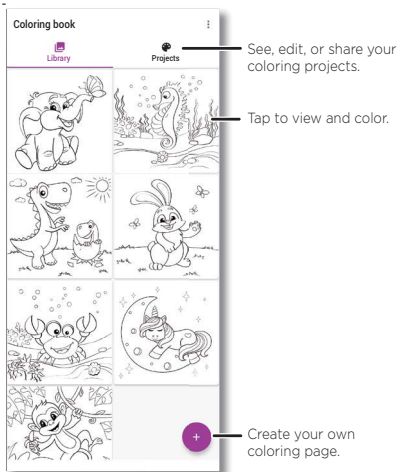 Coloring book
Library
Projects
See, edit, or share your
coloring projects.
Tap to view and color.
+
Create your own
coloring page.